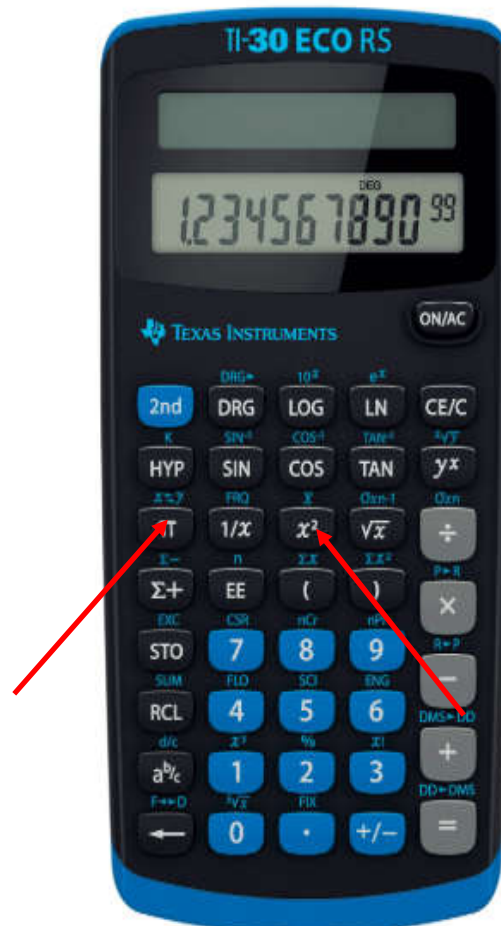 TI-30 ECO RS
DEG
1.234567890 99
TEXAS INSTRUMENTS
ON/AC
DRG▸ 10ˣ eˣ
2nd DRG LOG LN CE/C
K SIN⁻¹ COS⁻¹ TAN⁻¹ ˣ√y
HYP SIN COS TAN yˣ
x⇆y FRQ x̄ σxn-1 σxn
π 1/x x² √x ÷
Σ− n Σx Σx² P▸R
Σ+ EE ( ) ×
EXC CSR nCr R▸P
STO 7 8 9 −
SUM FLO SCI ENG DMS▸DD
RCL 4 5 6 +
d/c x³ % x! DD▸DMS
ab/c 1 2 3 =
F↔D ³√x FIX
← 0 . +/−